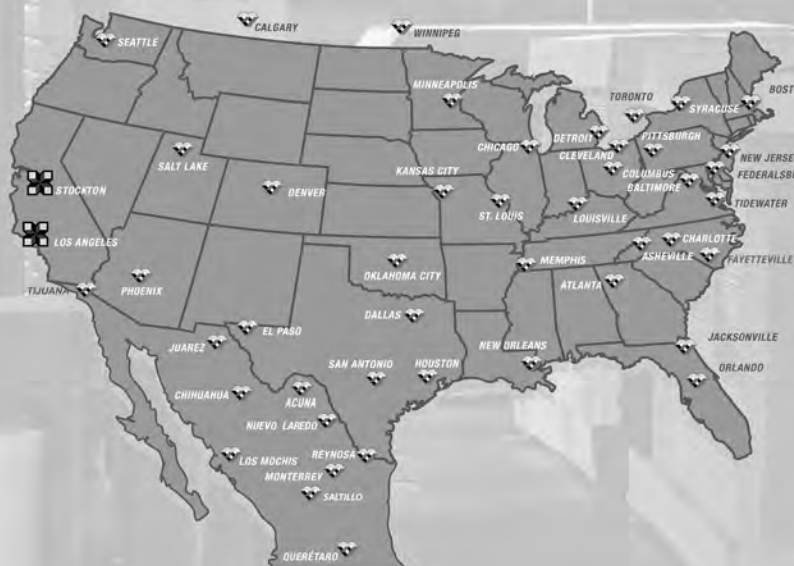 CALGARY
WINNIPEG
SEATTLE
MINNEAPOLIS
TORONTO
SYRACUSE
BOST
DETROIT
PITTSBURGH
CHICAGO
CLEVELAND
NEW JERSE
SALT LAKE
KANSAS CITY
COLUMBUS
FEDERALSBU
STOCKTON
DENVER
BALTIMORE
ST. LOUIS
LOUISVILLE
TIDEWATER
LOS ANGELES
CHARLOTTE
OKLAHOMA CITY
MEMPHIS
ASHEVILLE
FAYETTEVILLE
TIJUANA
PHOENIX
ATLANTA
DALLAS
EL PASO
JUAREZ
NEW ORLEANS
JACKSONVILLE
SAN ANTONIO
HOUSTON
ORLANDO
CHIHUAHUA
ACUNA
NUEVO LAREDO
LOS MOCHIS
REYNOSA
MONTERREY
SALTILLO
QUERÉTARO